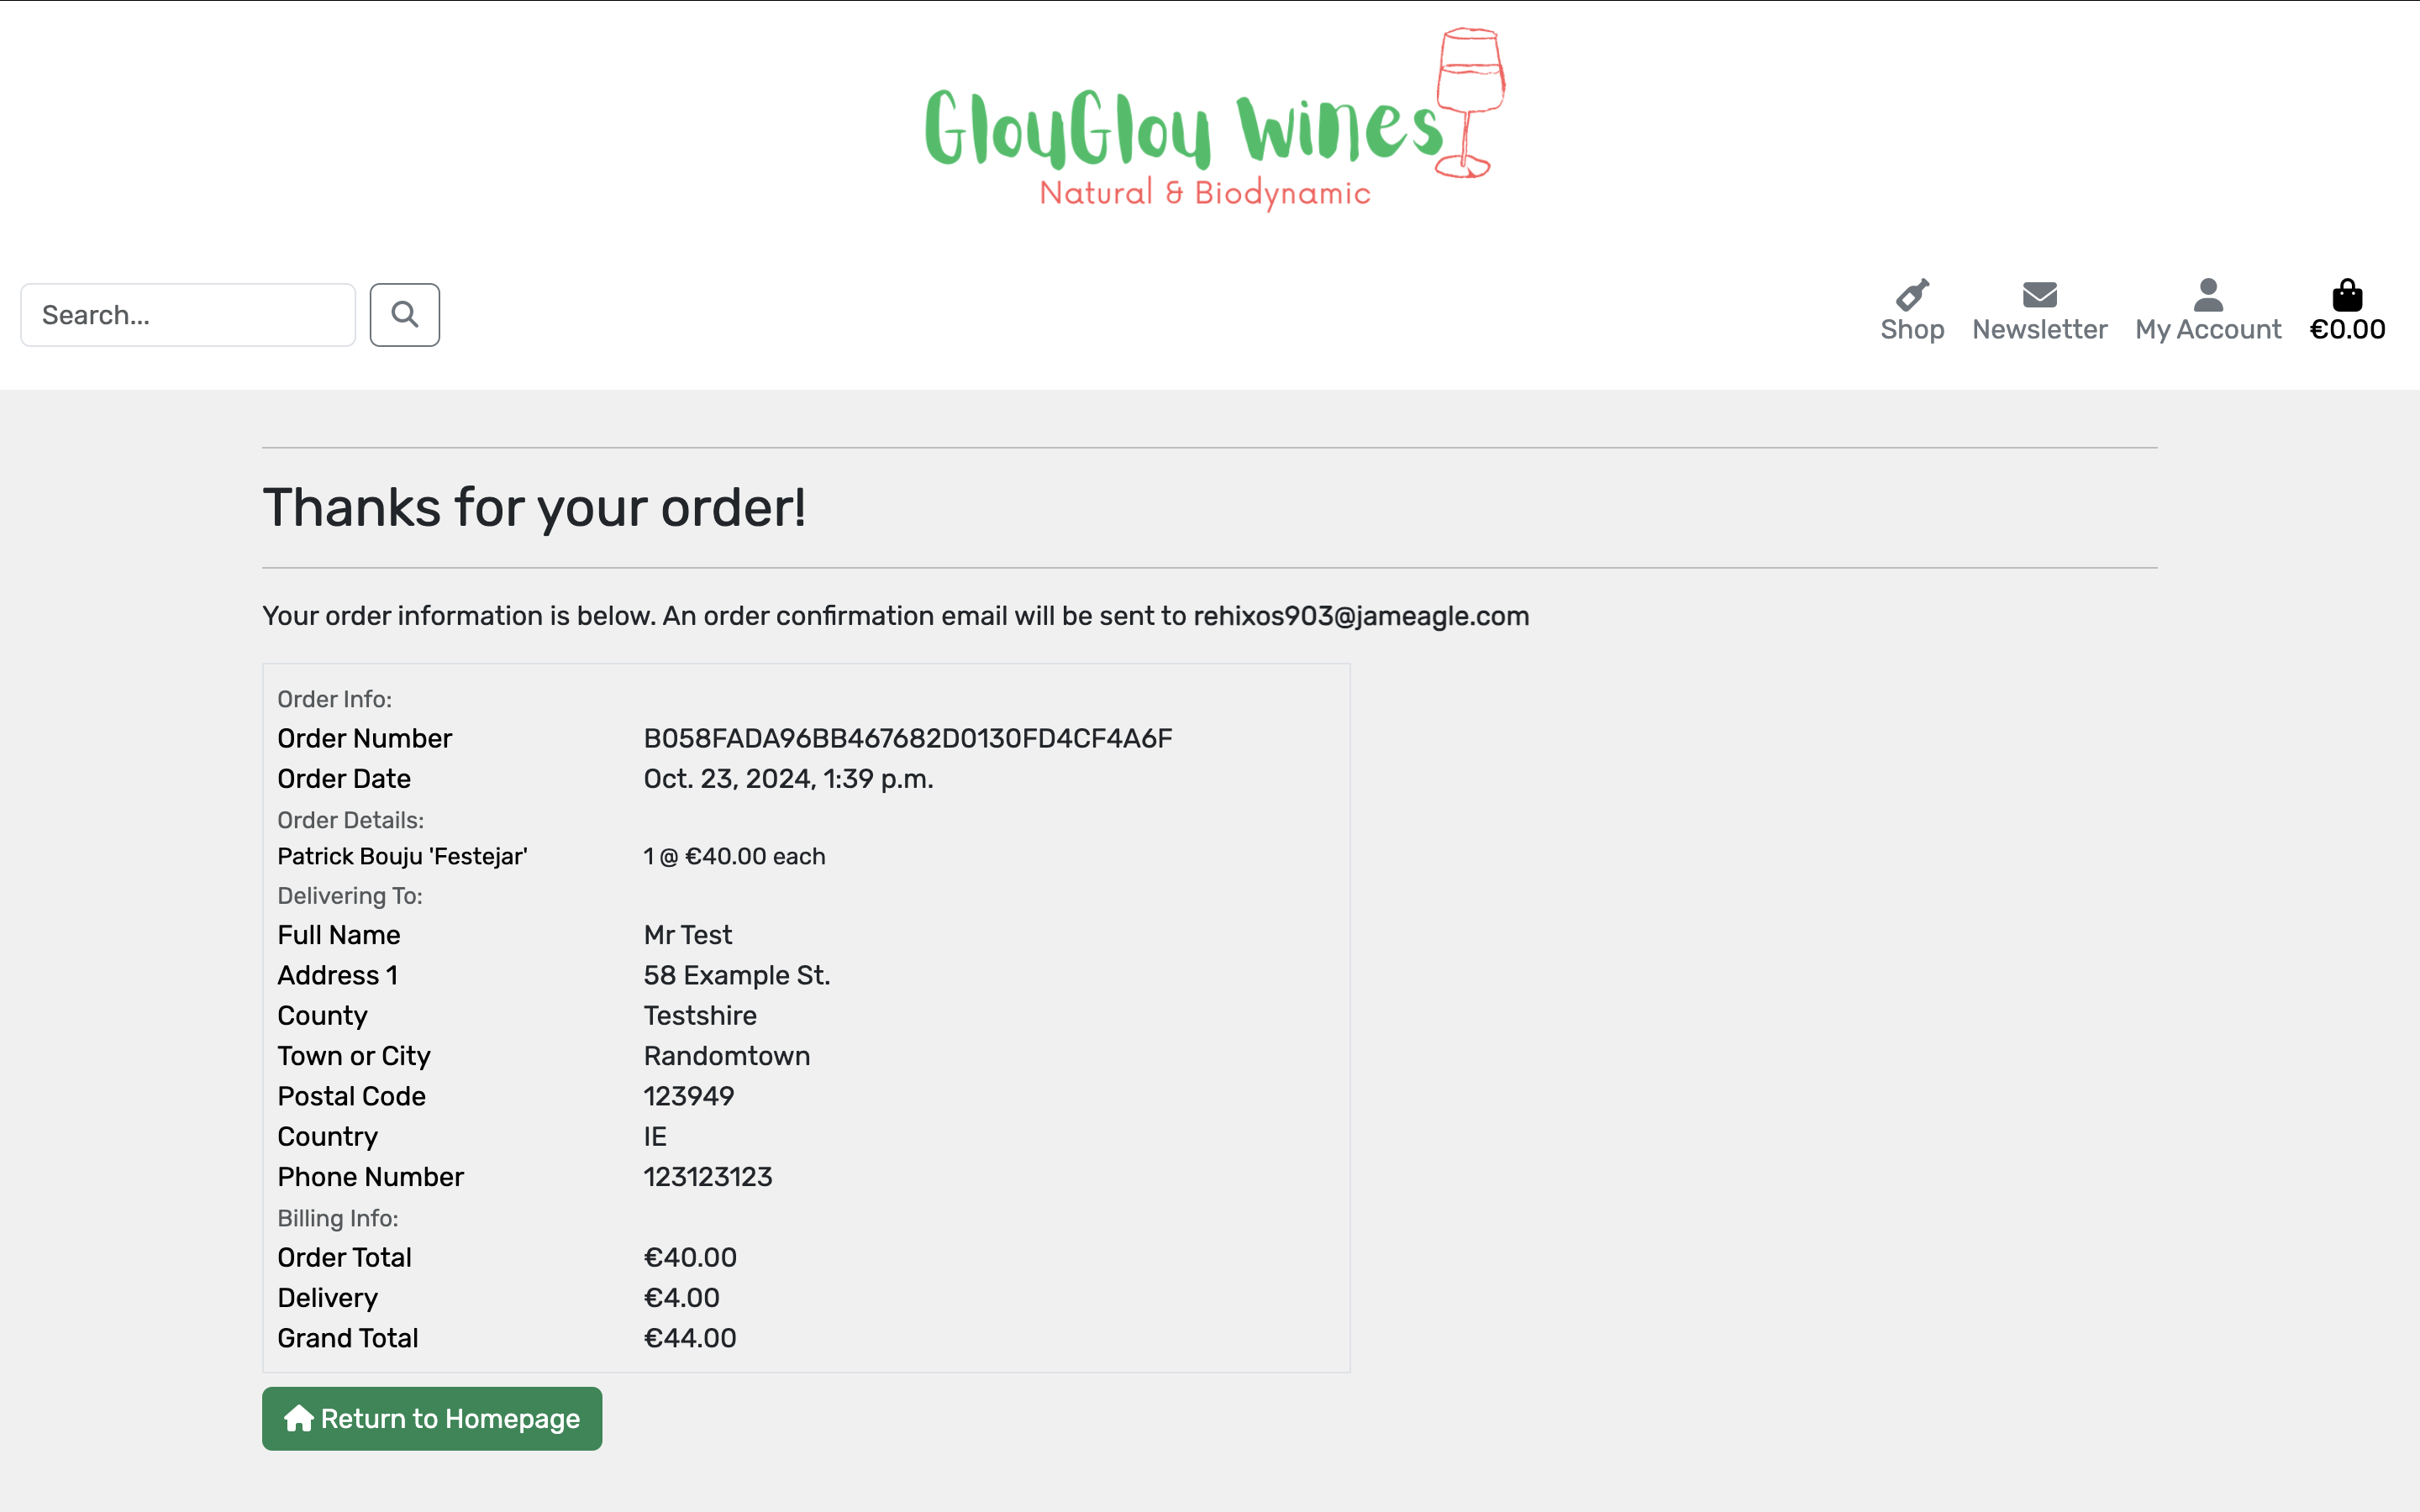 GlouGlou Wines
Natural & Biodynamic
Search...
Shop
Newsletter
My Account
€0.00
Thanks for your order!
Your order information is below. An order confirmation email will be sent to rehixos903@jameagle.com
Order Info:
Order Number B058FADA96BB467682D0130FD4CF4A6F
Order Date Oct. 23, 2024, 1:39 p.m.
Order Details:
Patrick Bouju 'Festejar' 1 @ €40.00 each
Delivering To:
Full Name Mr Test
Address 1 58 Example St.
County Testshire
Town or City Randomtown
Postal Code 123949
Country IE
Phone Number 123123123
Billing Info:
Order Total €40.00
Delivery €4.00
Grand Total €44.00
Return to Homepage